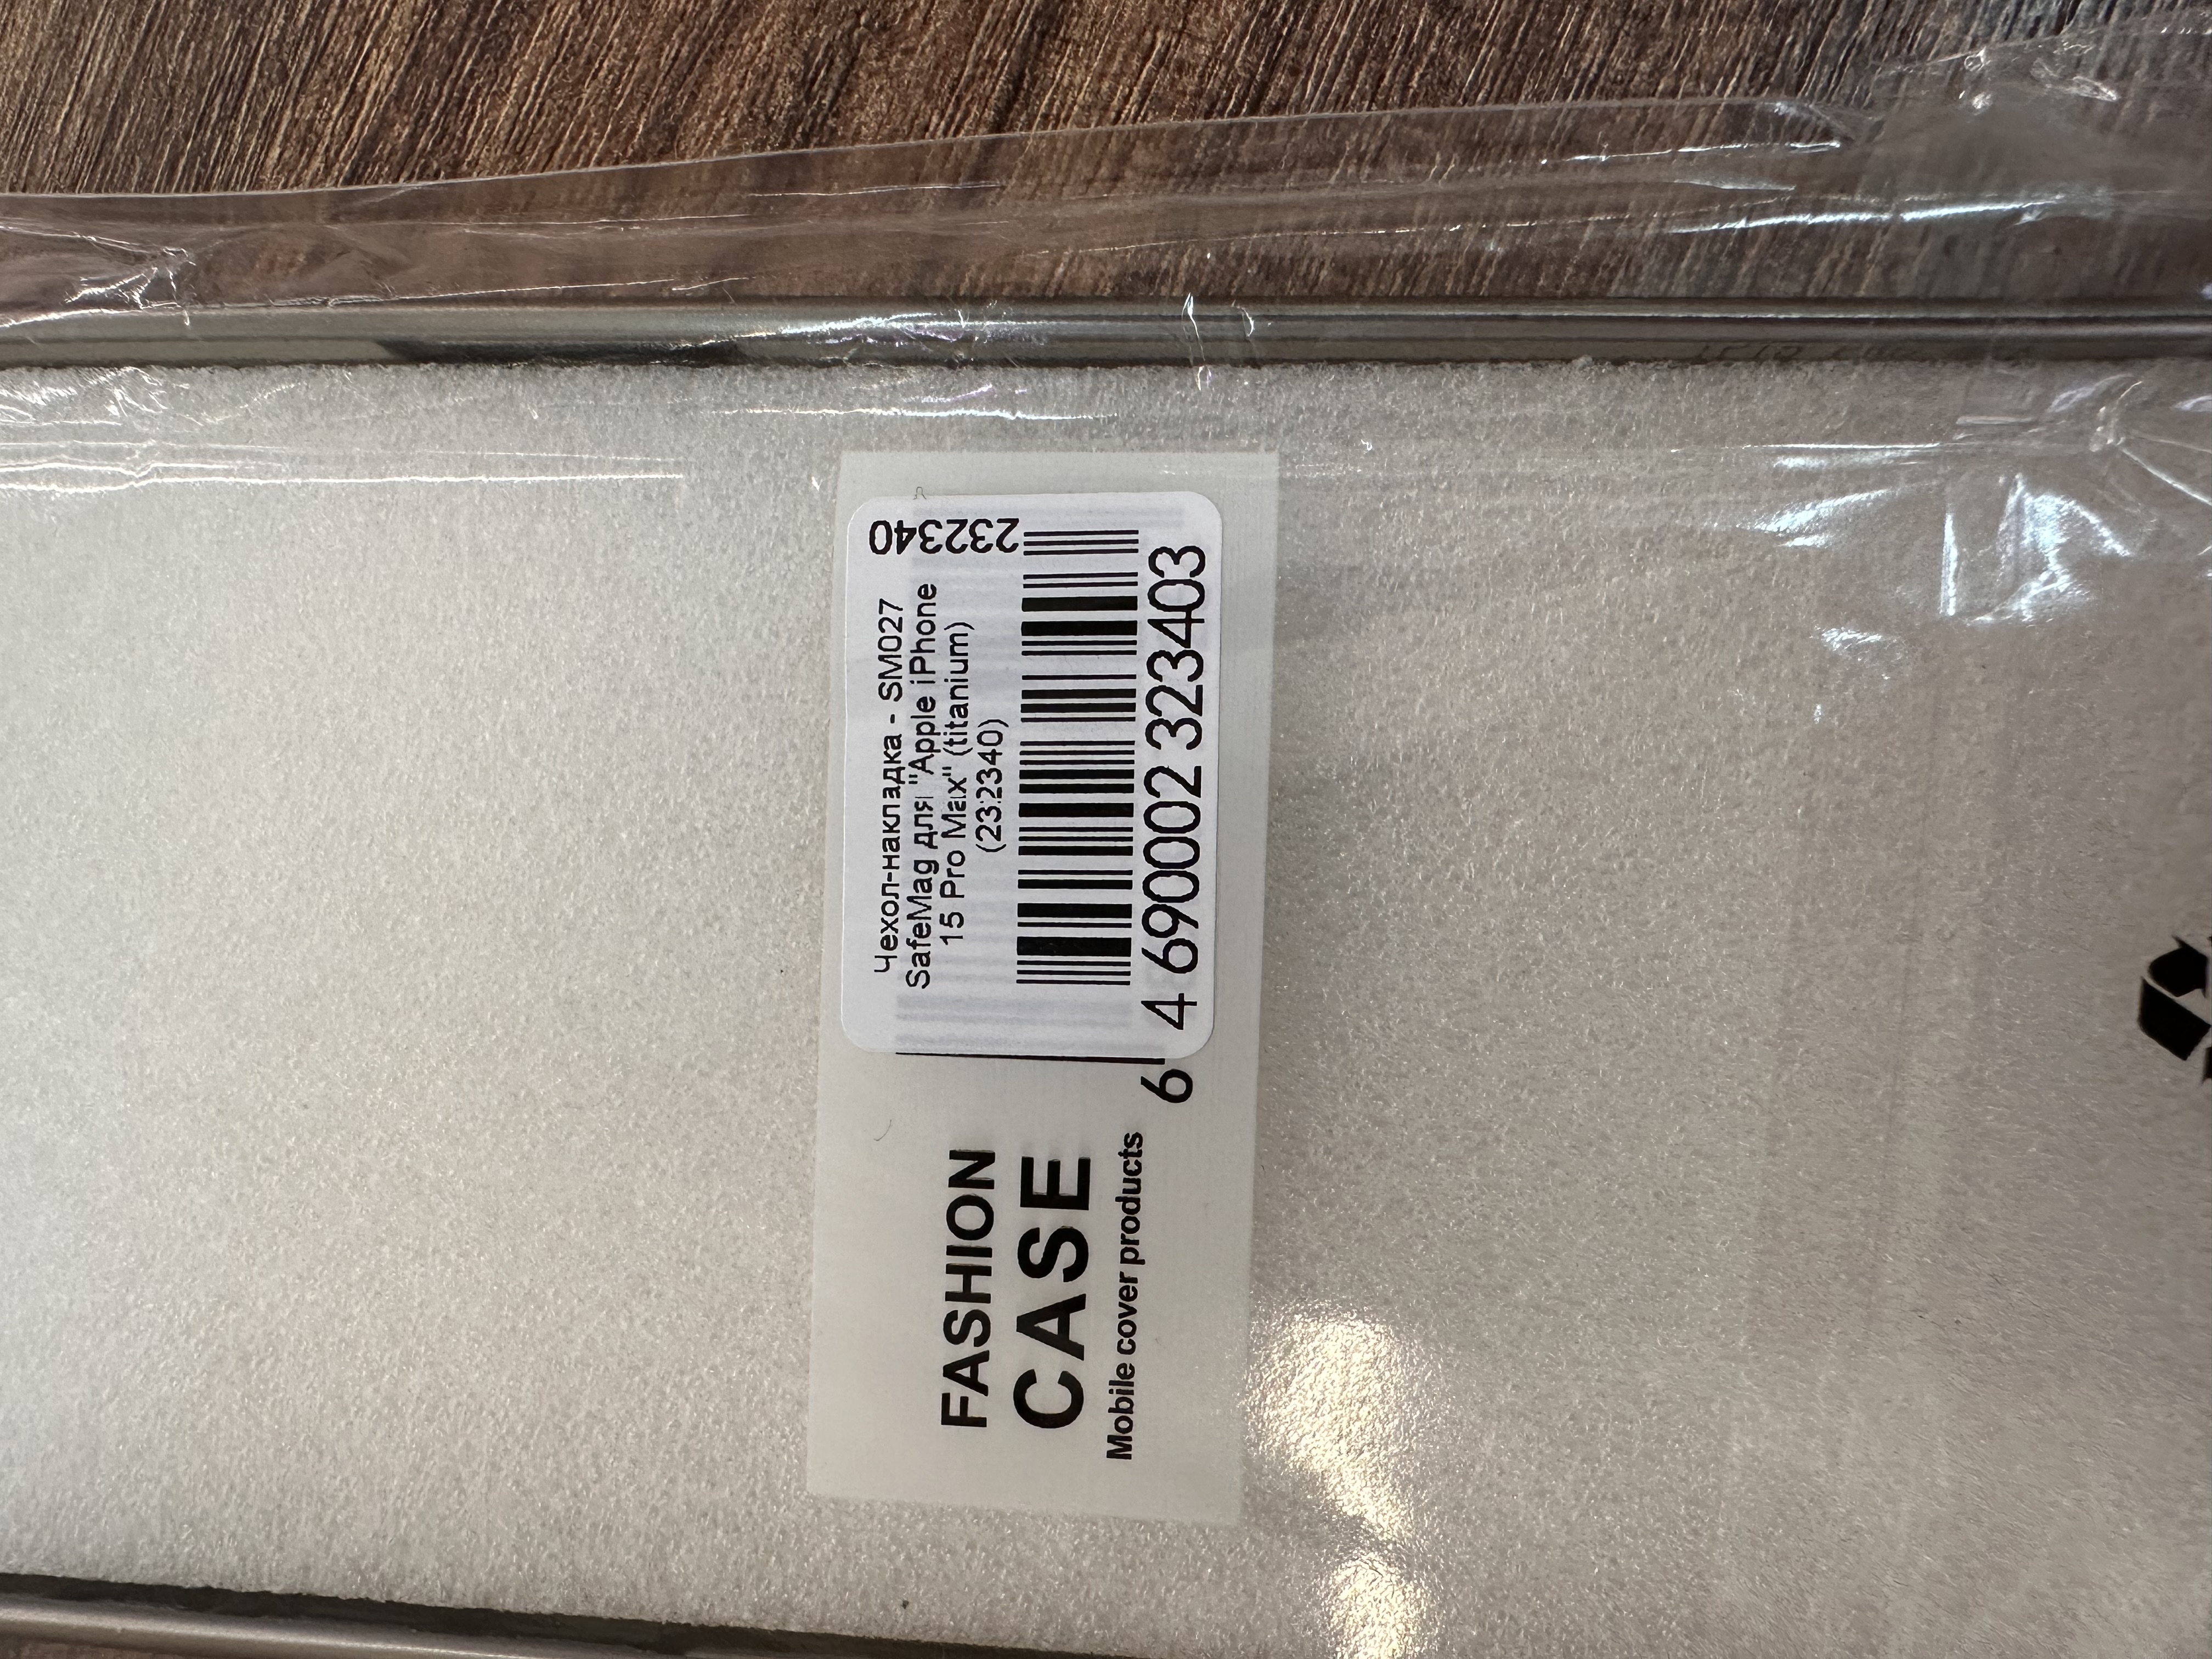 Чехол-накладка - SM027
SafeMag для "Apple iPhone
15 Pro Max" (titanium)
(232340)
232340
4 690002 323403
6
FASHION
CASE
Mobile cover products